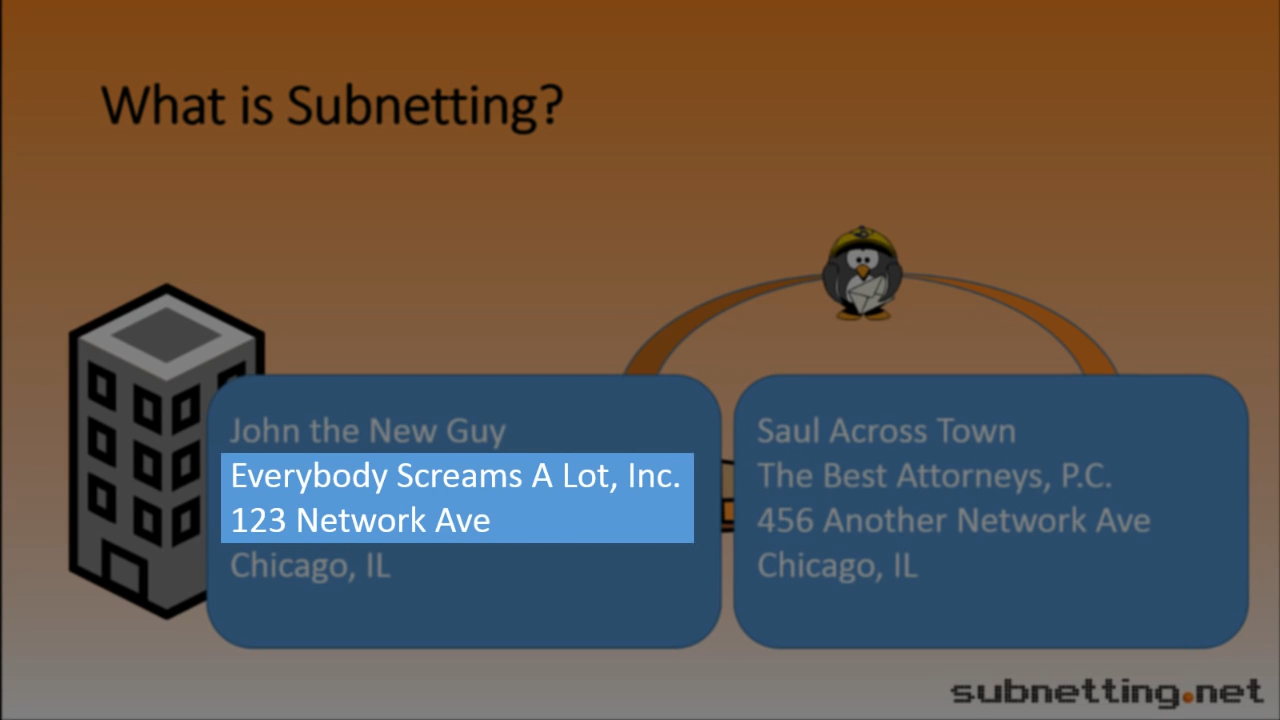 What is Subnetting?
John the New Guy
Everybody Screams A Lot, Inc.
123 Network Ave
Chicago, IL
Saul Across Town
The Best Attorneys, P.C.
456 Another Network Ave
Chicago, IL
subnetting.net